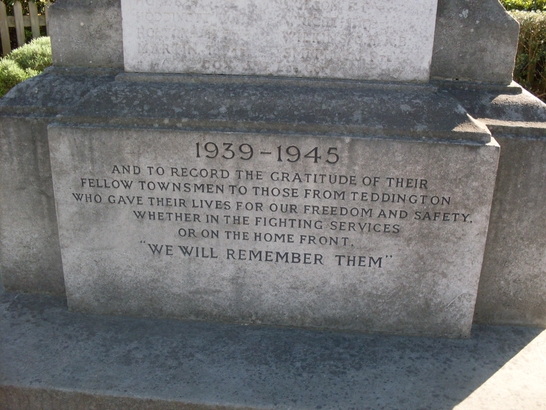 1939-1945
AND TO RECORD THE GRATITUDE OF THEIR
FELLOW TOWNSMEN TO THOSE FROM TEDDINGTON
WHO GAVE THEIR LIVES FOR OUR FREEDOM AND SAFETY,
WHETHER IN THE FIGHTING SERVICES
OR ON THE HOME FRONT.
"WE WILL REMEMBER THEM"